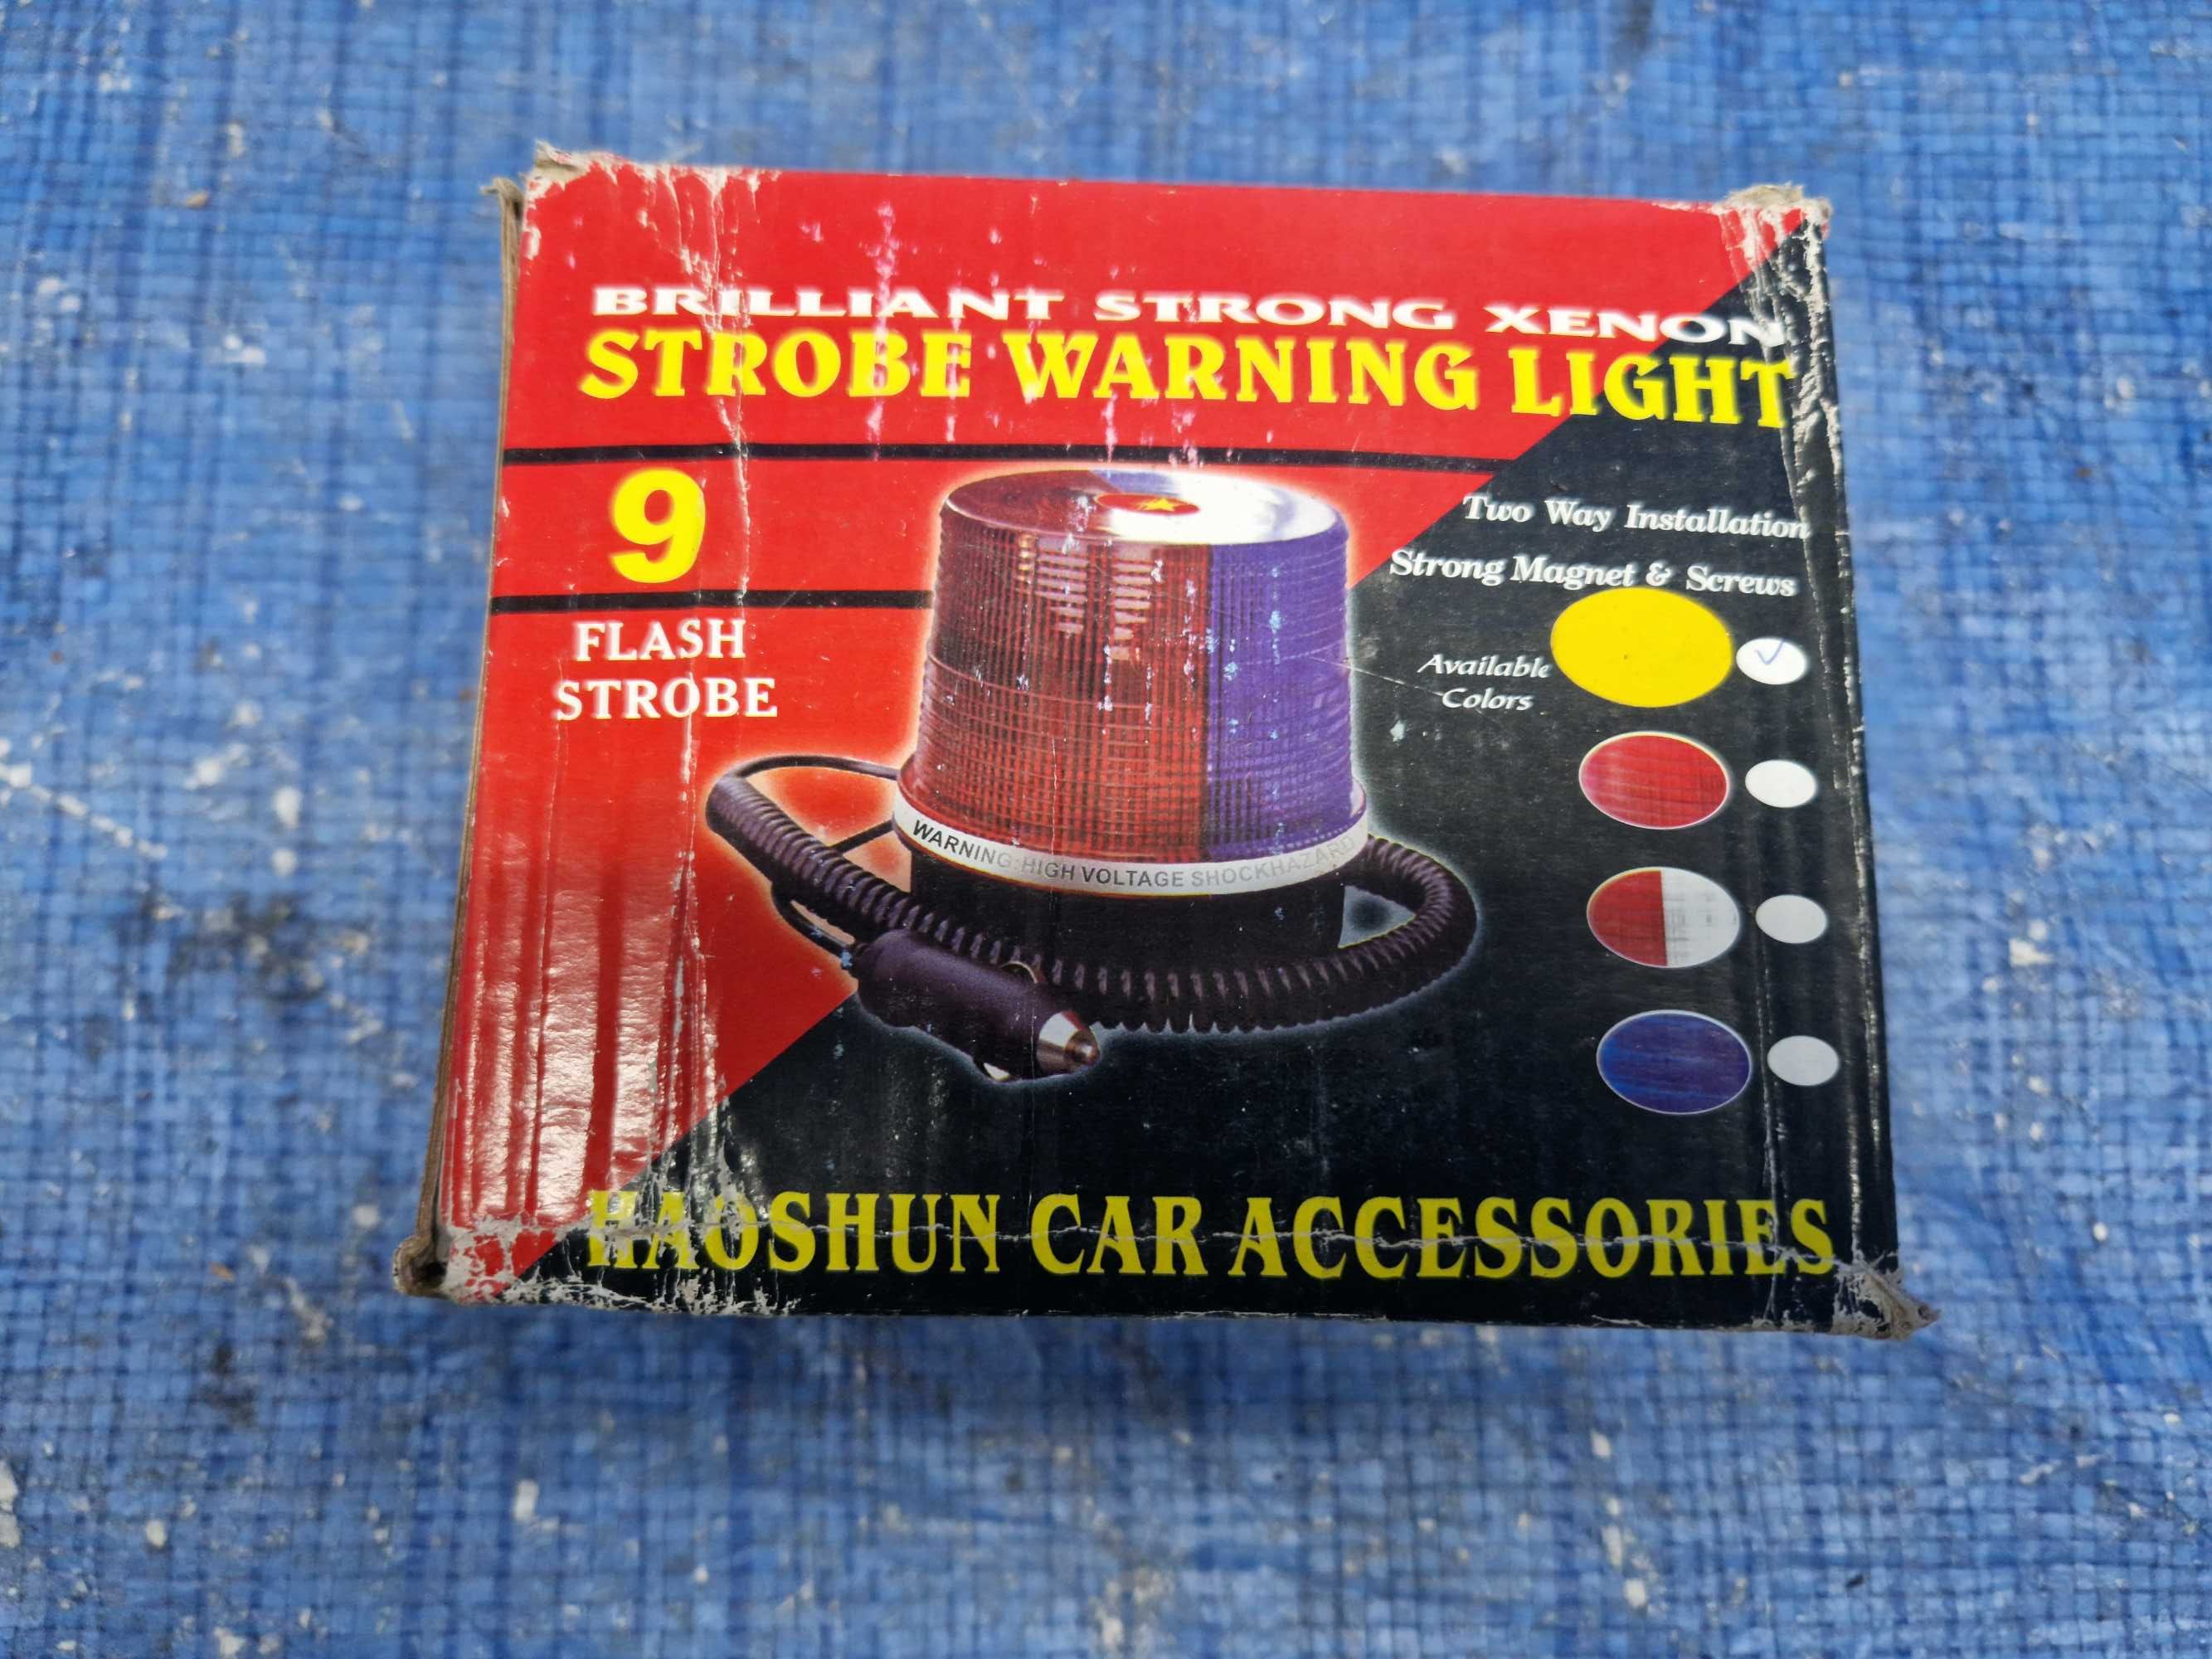 BRILLIANT STRONG XENON
STROBE WARNING LIGHT
9
FLASH
STROBE
Two Way Installation
Strong Magnet & Screws
Available
Colors
WARNING:HIGH VOLTAGE SHOCKHAZARD
HAOSHUN CAR ACCESSORIES